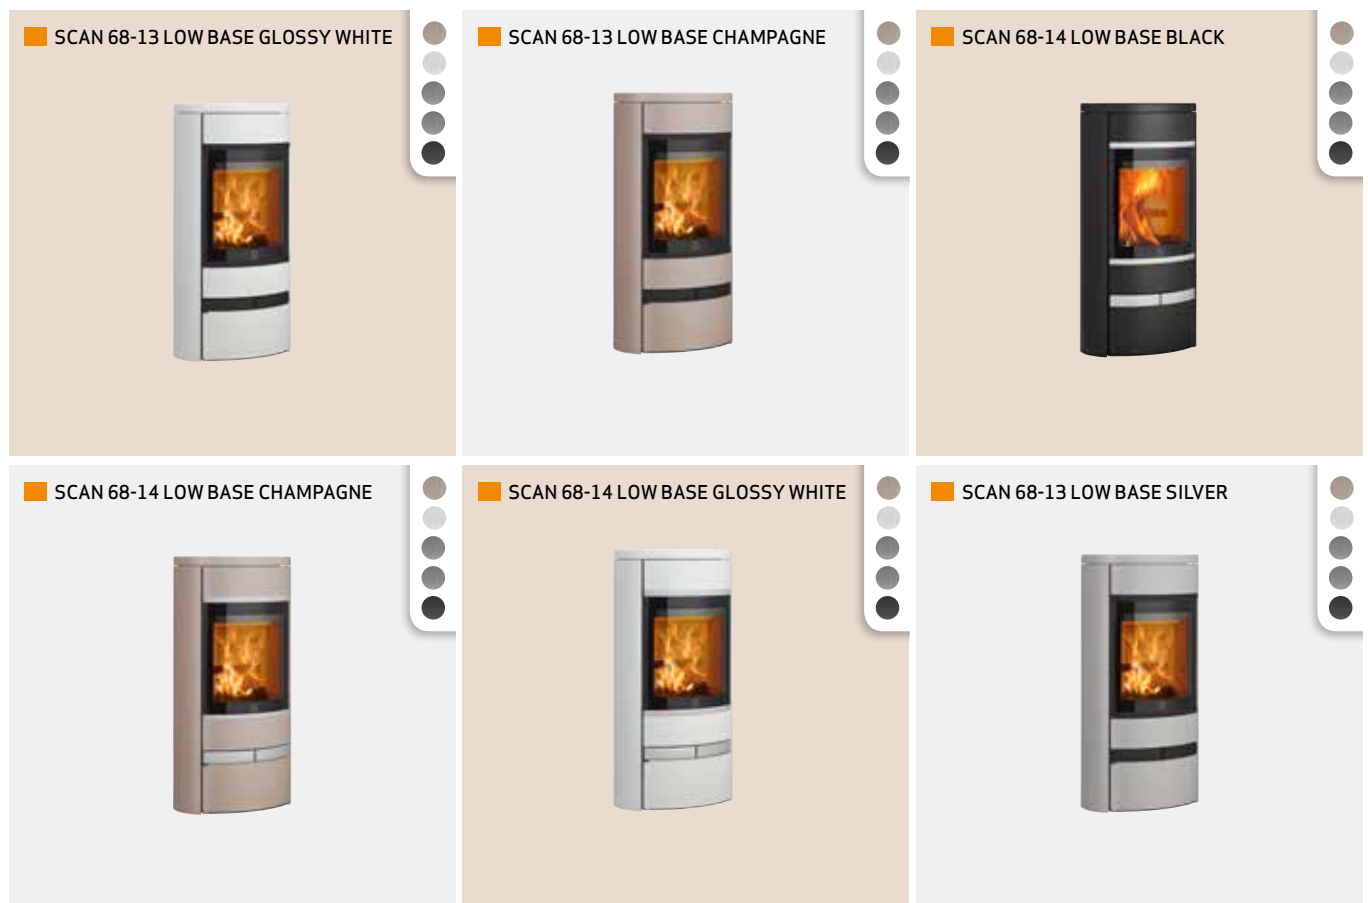 SCAN 68-13 LOW BASE GLOSSY WHITE
SCAN 68-13 LOW BASE CHAMPAGNE
SCAN 68-14 LOW BASE BLACK
SCAN 68-14 LOW BASE CHAMPAGNE
SCAN 68-14 LOW BASE GLOSSY WHITE
SCAN 68-13 LOW BASE SILVER